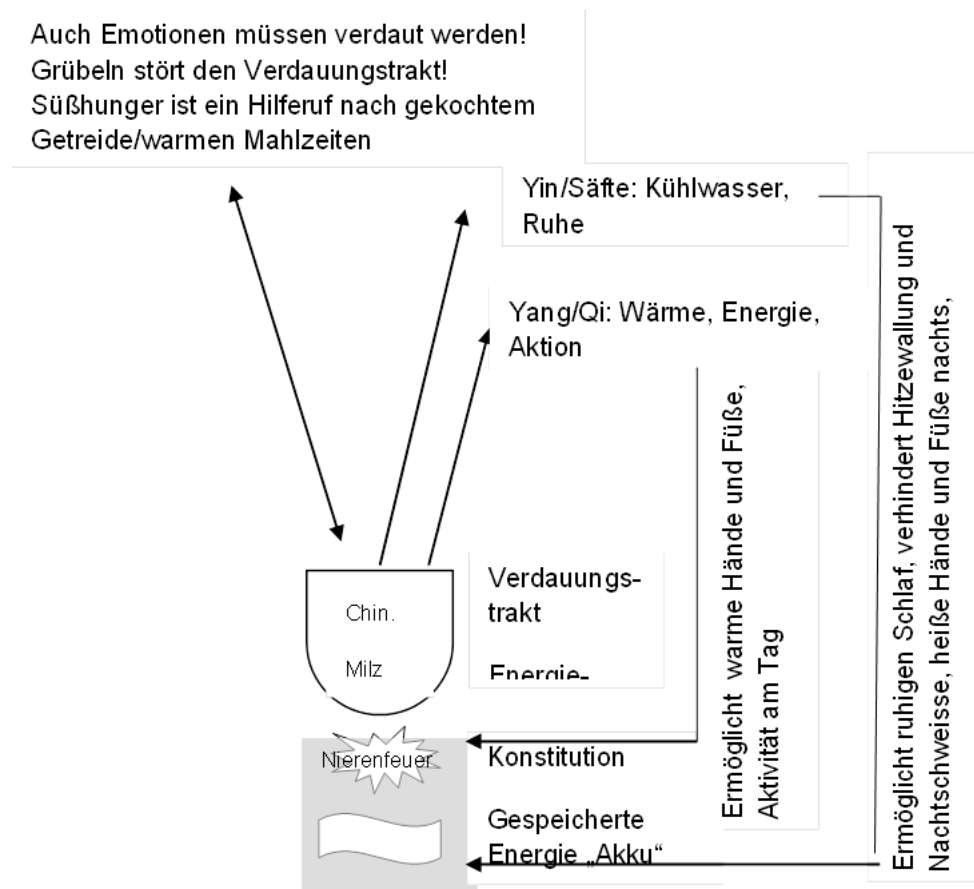 Auch Emotionen müssen verdaut werden!
Grübeln stört den Verdauungstrakt!
Süßhunger ist ein Hilferuf nach gekochtem
Getreide/warmen Mahlzeiten
Yin/Säfte: Kühlwasser,
Ruhe
Yang/Qi: Wärme, Energie,
Aktion
Ermöglicht warme Hände und Füße,
Aktivität am Tag
Ermöglicht ruhigen Schlaf, verhindert Hitzewallung und
Nachtschweisse, heiße Hände und Füße nachts,
Chin.
Milz
Verdauungs-
trakt
Energie-
Nierenfeuer
Konstitution
Gespeicherte
Energie „Akku“